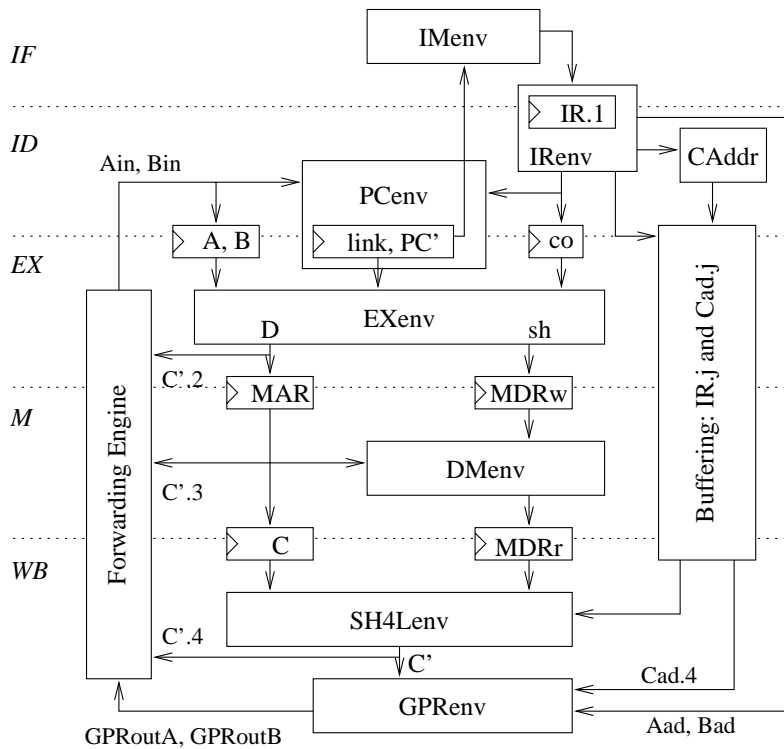 IMenv
IF
IR.1
ID
IRenv
CAddr
Ain, Bin
PCenv
A, B
link, PC'
co
EX
EXenv
D
sh
C'.2
MAR
MDRw
M
DMenv
C'.3
Forwarding Engine
Buffering: IR.j and Cad.j
C
MDRr
WB
SH4Lenv
C'.4
C'
Cad.4
GPRenv
GPRoutA, GPRoutB
Aad, Bad